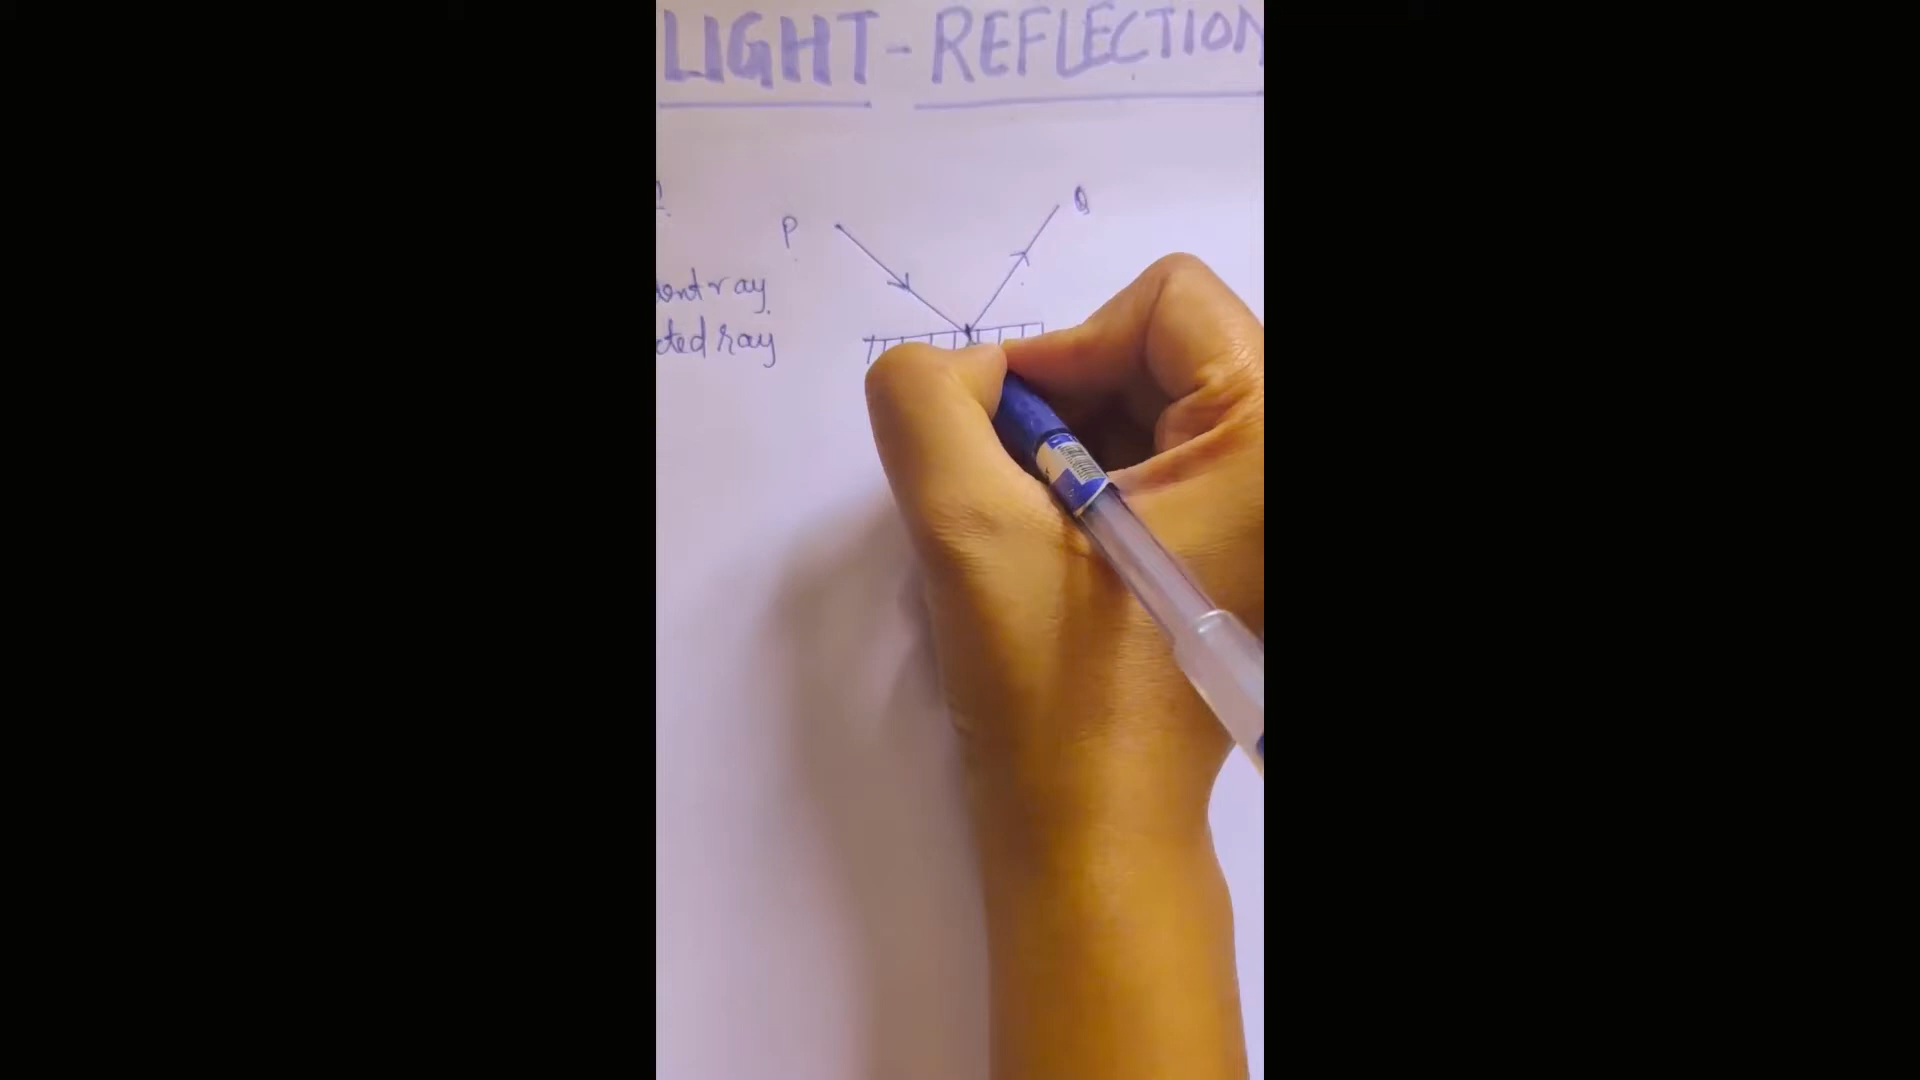 LIGHT-REFLECTION
P
Q
ent ray
cted ray